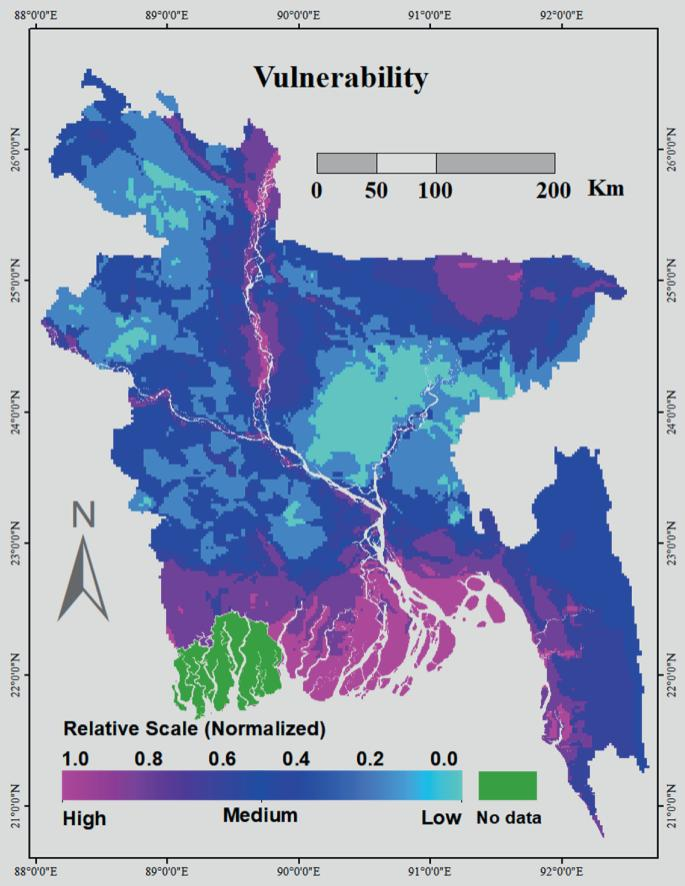 88°0'0"E 89°0'0"E 90°0'0"E 91°0'0"E 92°0'0"E
Vulnerability
26°0'0"N 26°0'0"N
0 50 100 200 Km
25°0'0"N 25°0'0"N
24°0'0"N 24°0'0"N
N
23°0'0"N 23°0'0"N
22°0'0"N 22°0'0"N
Relative Scale (Normalized)
1.0 0.8 0.6 0.4 0.2 0.0
21°0'0"N 21°0'0"N
High Medium Low No data
88°0'0"E 89°0'0"E 90°0'0"E 91°0'0"E 92°0'0"E